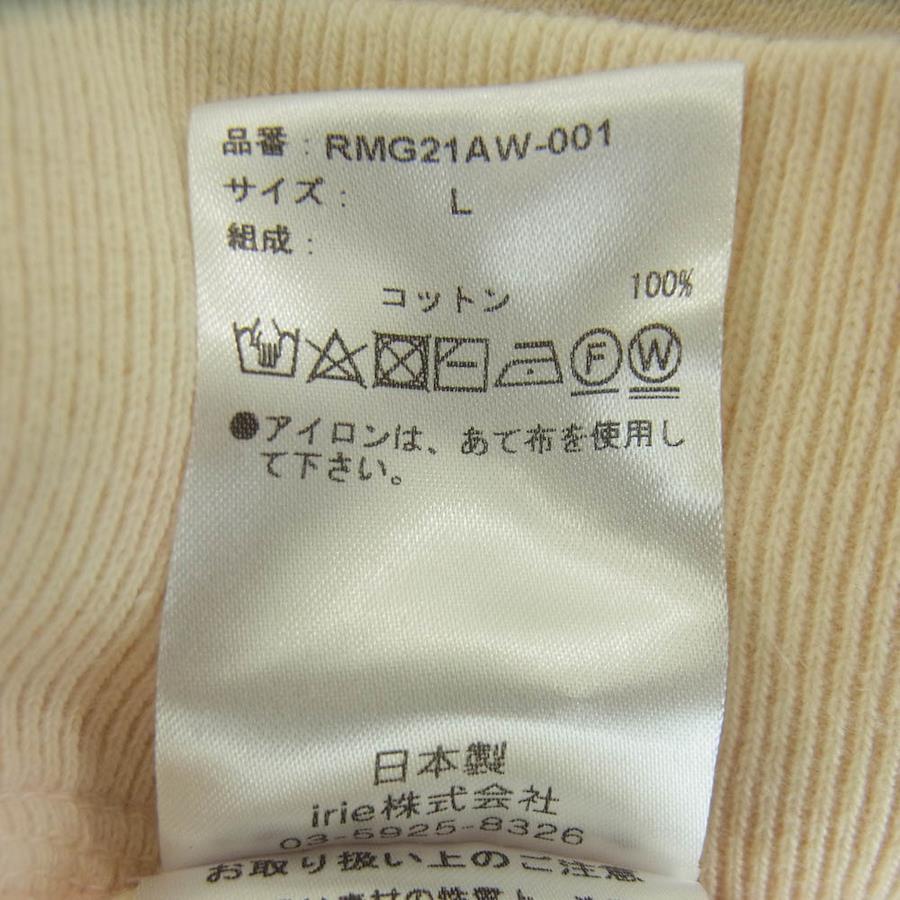 品番：RMG21AW-001
サイズ： L
組成：
コットン 100%
F W
●アイロンは、あて布を使用し
て下さい。
日本製
irie株式会社
03-5925-8326
お取り扱い上のご注意